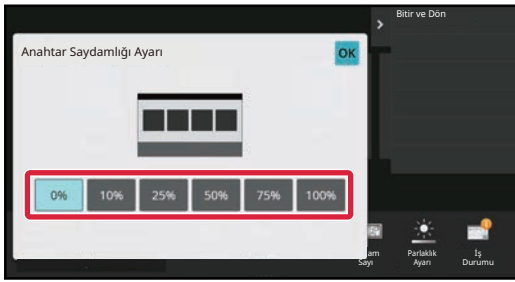 Bitir ve Dön
Anahtar Saydamlığı Ayarı
OK
0% 10% 25% 50% 75% 100%
Sayı
Parlaklık
Ayarı
İş
Durumu